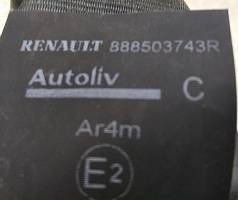 RENAULT 888503743R
Autoliv C
Ar4m
E2